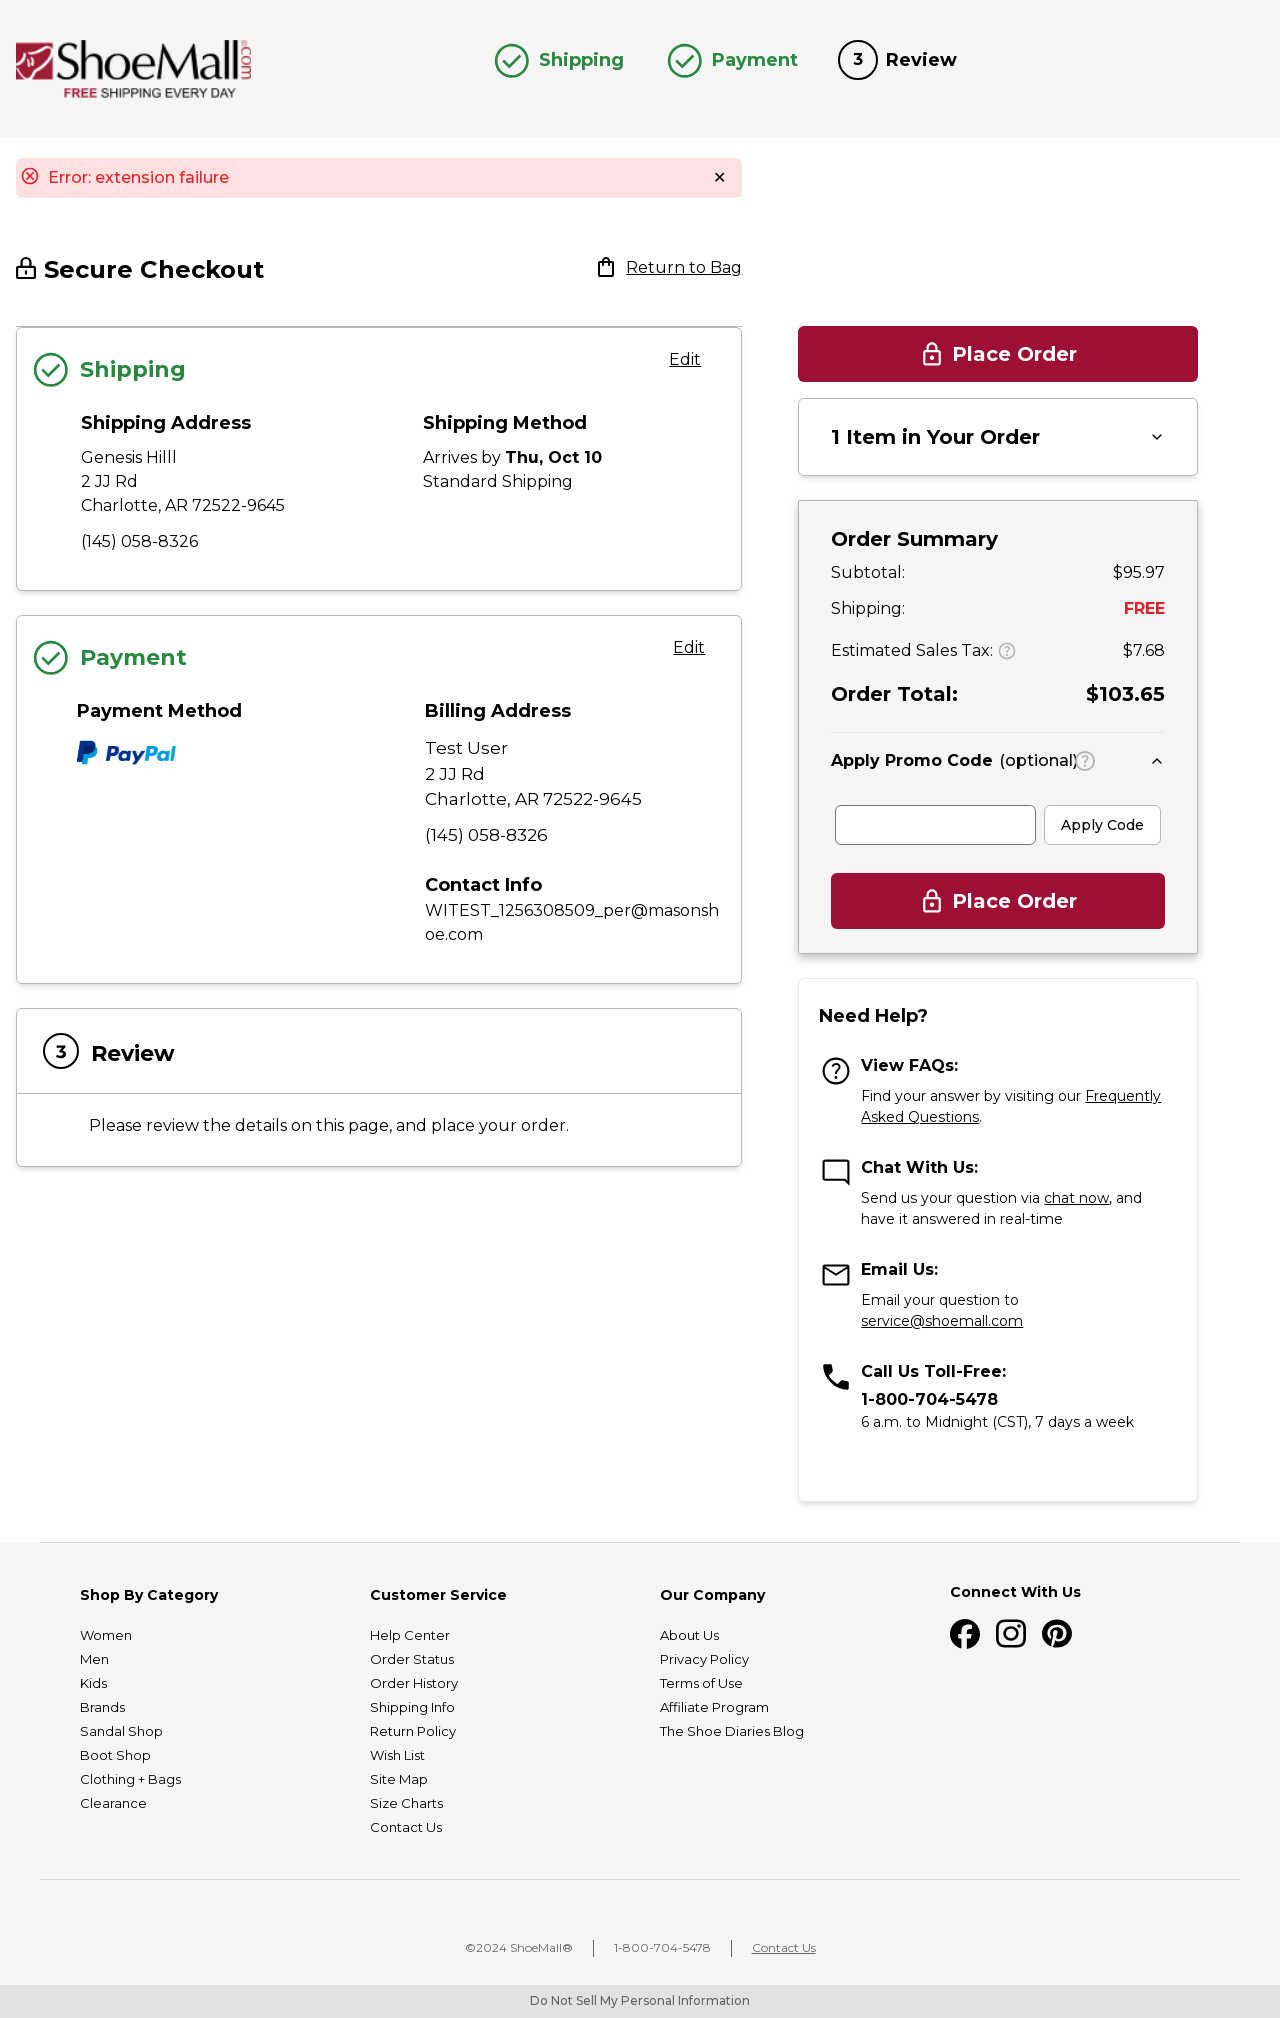 ShoeMall.com
FREE SHIPPING EVERY DAY
Shipping
Payment
3 Review
Error: extension failure
Secure Checkout
Return to Bag
Shipping
Edit
Shipping Address
Genesis Hilll
2 JJ Rd
Charlotte, AR 72522-9645
(145) 058-8326
Shipping Method
Arrives by Thu, Oct 10
Standard Shipping
Payment
Edit
Payment Method
PayPal
Billing Address
Test User
2 JJ Rd
Charlotte, AR 72522-9645
(145) 058-8326
Contact Info
WITEST_1256308509_per@masonsh
oe.com
3 Review
Please review the details on this page, and place your order.
Place Order
1 Item in Your Order
Order Summary
Subtotal: $95.97
Shipping: FREE
Estimated Sales Tax: $7.68
Order Total: $103.65
Apply Promo Code (optional)
Apply Code
Place Order
Need Help?
View FAQs:
Find your answer by visiting our Frequently
Asked Questions.
Chat With Us:
Send us your question via chat now, and
have it answered in real-time
Email Us:
Email your question to
service@shoemall.com
Call Us Toll-Free:
1-800-704-5478
6 a.m. to Midnight (CST), 7 days a week
Shop By Category
Women
Men
Kids
Brands
Sandal Shop
Boot Shop
Clothing + Bags
Clearance
Customer Service
Help Center
Order Status
Order History
Shipping Info
Return Policy
Wish List
Site Map
Size Charts
Contact Us
Our Company
About Us
Privacy Policy
Terms of Use
Affiliate Program
The Shoe Diaries Blog
Connect With Us
©2024 ShoeMall®
1-800-704-5478
Contact Us
Do Not Sell My Personal Information